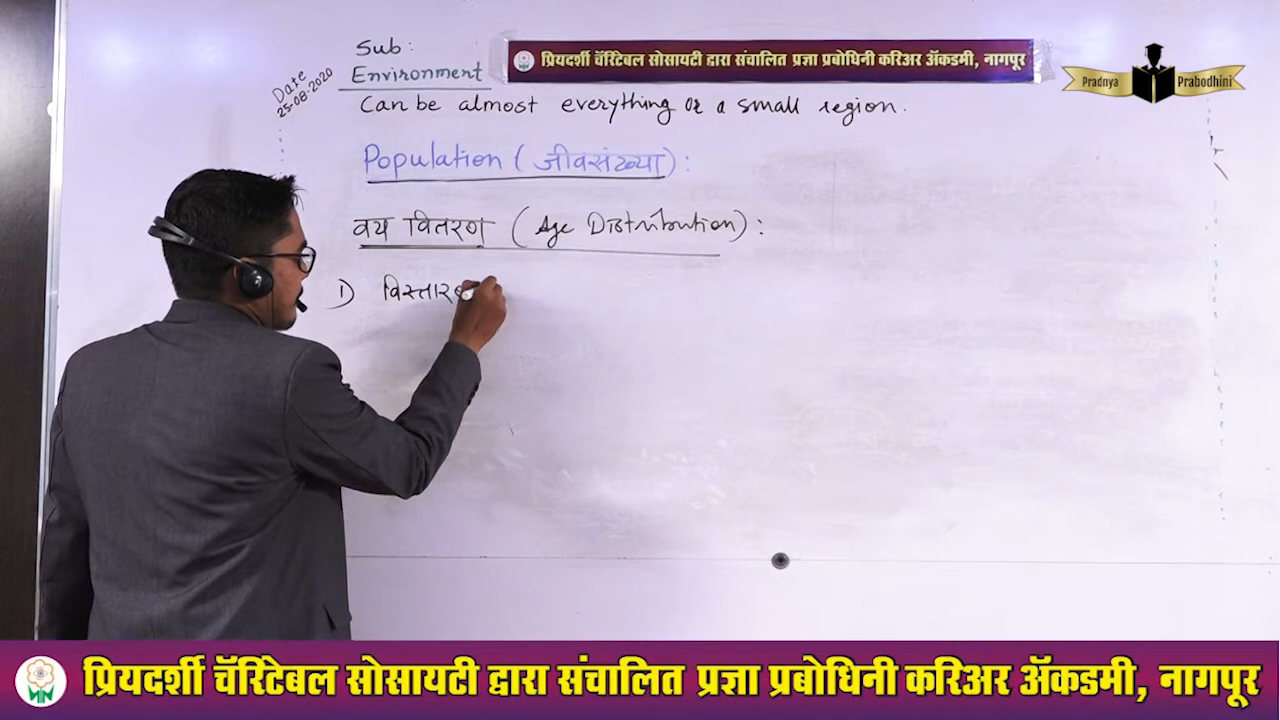 Sub:
Environment
Date
25-08-2020
प्रियदर्शी चॅरिटेबल सोसायटी द्वारा संचालित प्रज्ञा प्रबोधिनी करिअर ॲकडमी, नागपूर
Pradnya Prabodhini
Can be almost everything or a small region.
Population (जीवसंख्या):
वय वितरण (Age Distribution):
1)
प्रियदर्शी चॅरिटेबल सोसायटी द्वारा संचालित प्रज्ञा प्रबोधिनी करिअर ॲकडमी, नागपूर